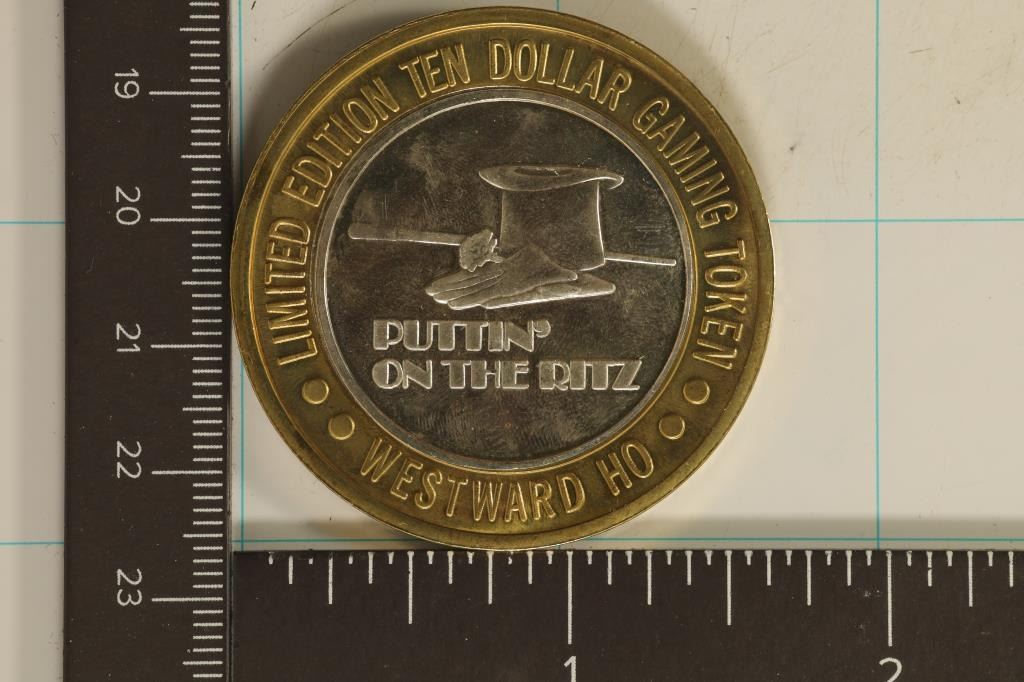 LIMITED EDITION TEN DOLLAR GAMING TOKEN
PUTTIN'
ON THE RITZ
WESTWARD HO
19
20
21
22
23
1
2